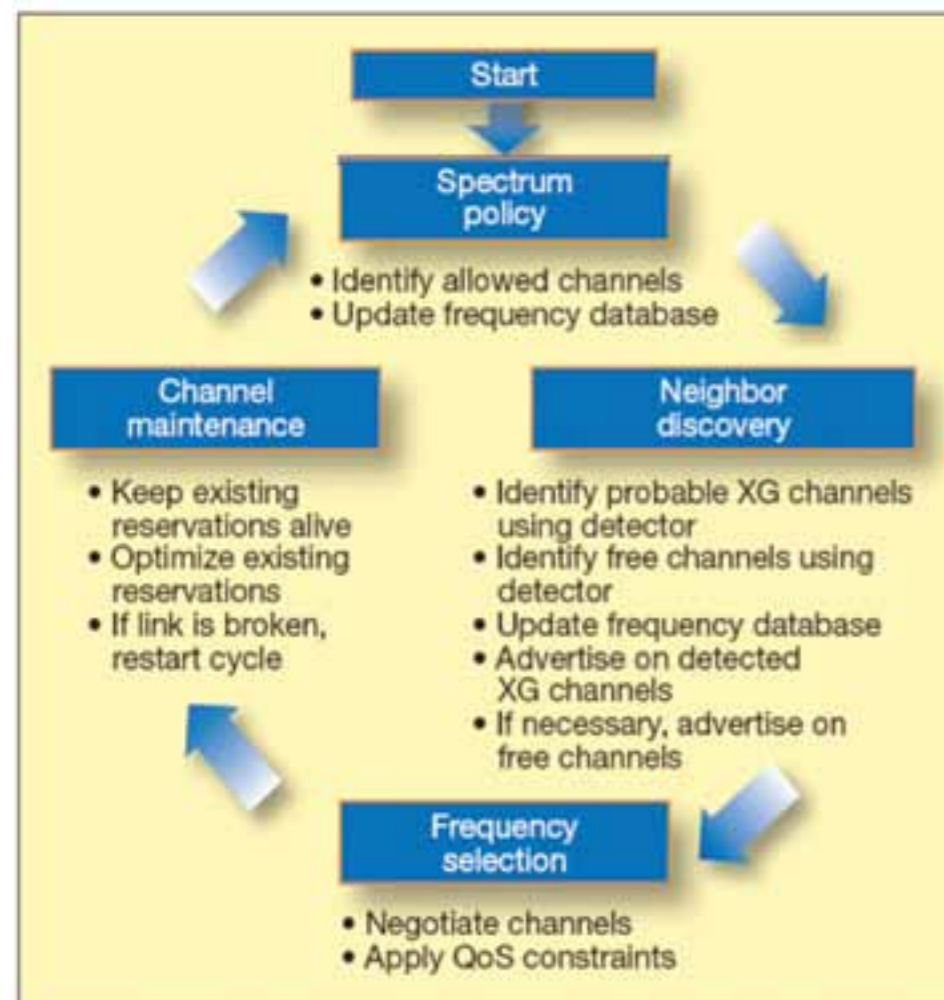 Start
Spectrum
policy
• Identify allowed channels
• Update frequency database
Channel
maintenance
• Keep existing
reservations alive
• Optimize existing
reservations
• If link is broken,
restart cycle
Neighbor
discovery
• Identify probable XG channels
using detector
• Identify free channels using
detector
• Update frequency database
• Advertise on detected
XG channels
• If necessary, advertise on
free channels
Frequency
selection
• Negotiate channels
• Apply QoS constraints